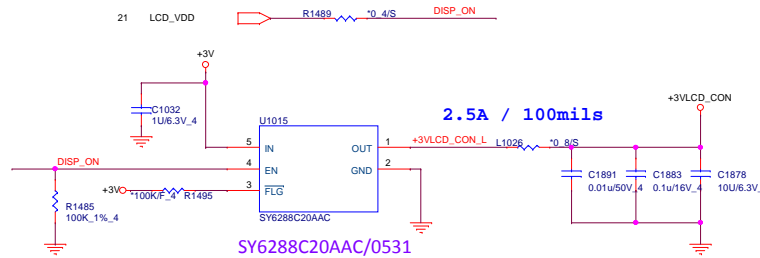 21 LCD_VDD R1489 *0_4/S DISP_ON
+3V +3VLCD_CON
C1032
1U/6.3V_4
U1015
2.5A / 100mils
5 IN OUT 1 +3VLCD_CON_L L1026 *0_8/S
DISP_ON 4 EN GND 2
+3V *100K/F_4 R1495 3 FLG
C1891
0.01u/50V_4
C1883
0.1u/16V_4
C1878
10U/6.3V_
R1485
100K_1%_4
SY6288C20AAC
SY6288C20AAC/0531